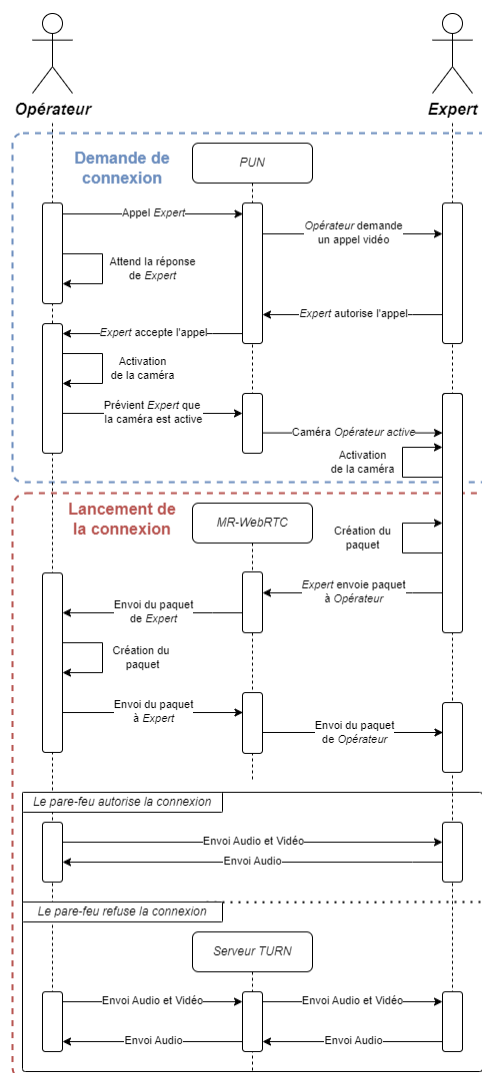 Opérateur
Expert
Demande de
connexion
PUN
Appel Expert
Opérateur demande
un appel vidéo
Attend la réponse
de Expert
Expert autorise l'appel
Expert accepte l'appel
Activation
de la caméra
Prévient Expert que
la caméra est active
Caméra Opérateur active
Activation
de la caméra
Lancement de
la connexion
MR-WebRTC
Création du
paquet
Expert envoie paquet
à Opérateur
Envoi du paquet
de Expert
Création du
paquet
Envoi du paquet
à Expert
Envoi du paquet
de Opérateur
Le pare-feu autorise la connexion
Envoi Audio et Vidéo
Envoi Audio
Le pare-feu refuse la connexion
Serveur TURN
Envoi Audio et Vidéo
Envoi Audio et Vidéo
Envoi Audio
Envoi Audio